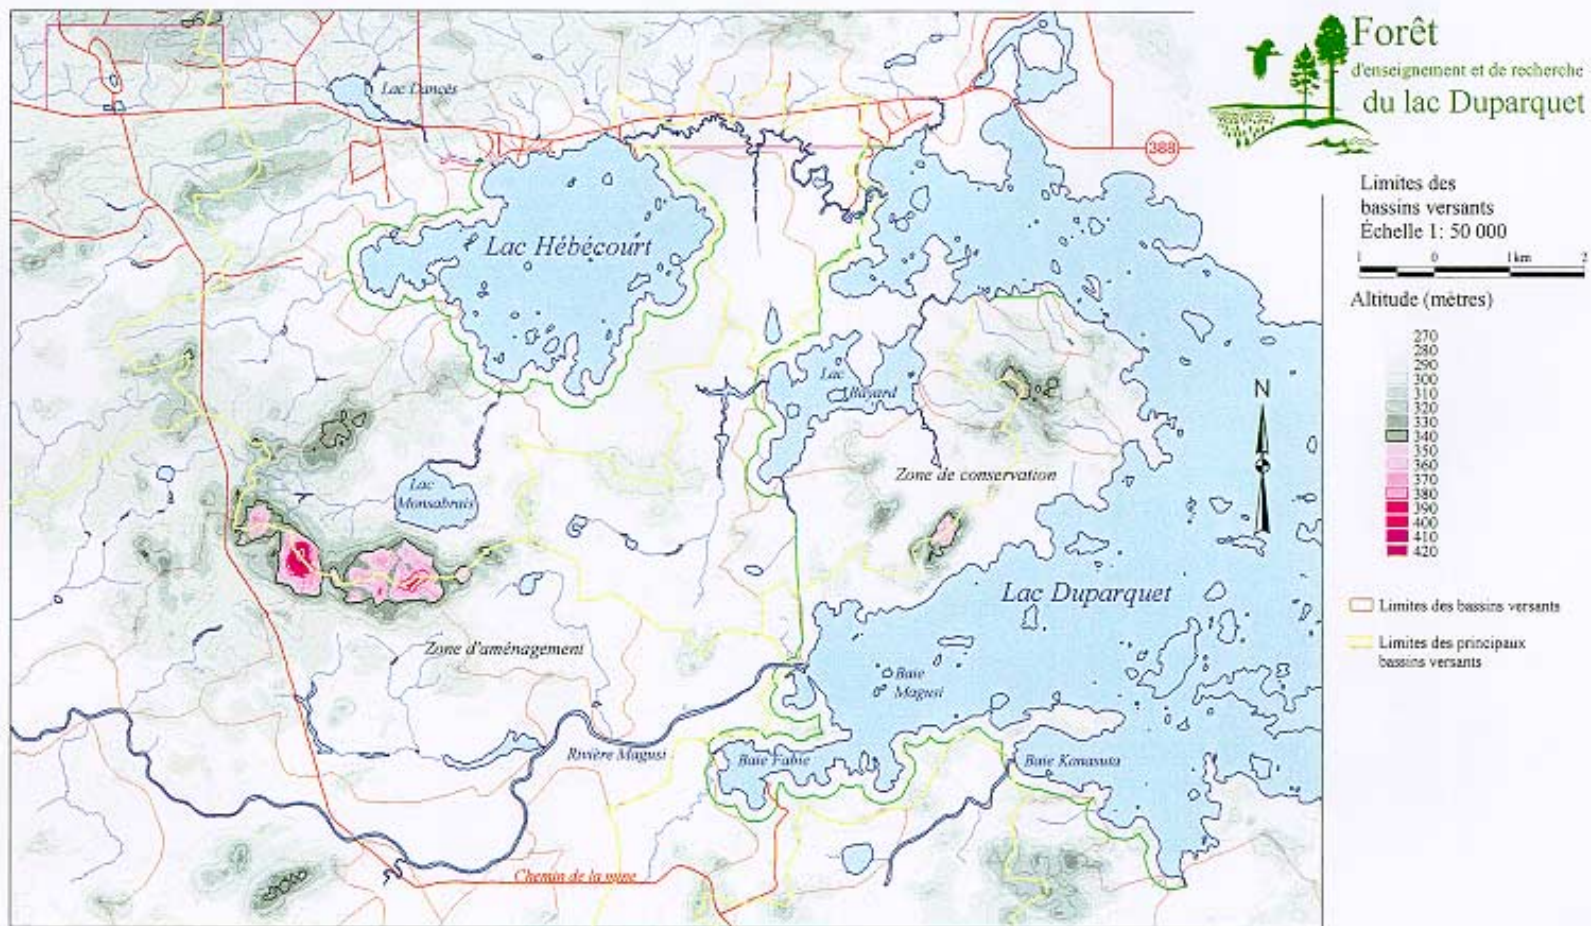 Forêt
d'enseignement et de recherche
du lac Duparquet
Limites des
bassins versants
Échelle 1: 50 000
1 0 1 km 2
Altitude (mètres)
270
280
290
300
310
320
330
340
350
360
370
380
390
400
410
420
Limites des bassins versants
Limites des principaux
bassins versants
N
388
Lac Dancès
Lac Hébécourt
Lac
Bayard
Zone de conservation
Lac
Monsabrais
Lac Duparquet
Zone d'aménagement
Baie
Magusi
Rivière Magusi
Baie Fabie
Baie Kanasuta
Chemin de la mine